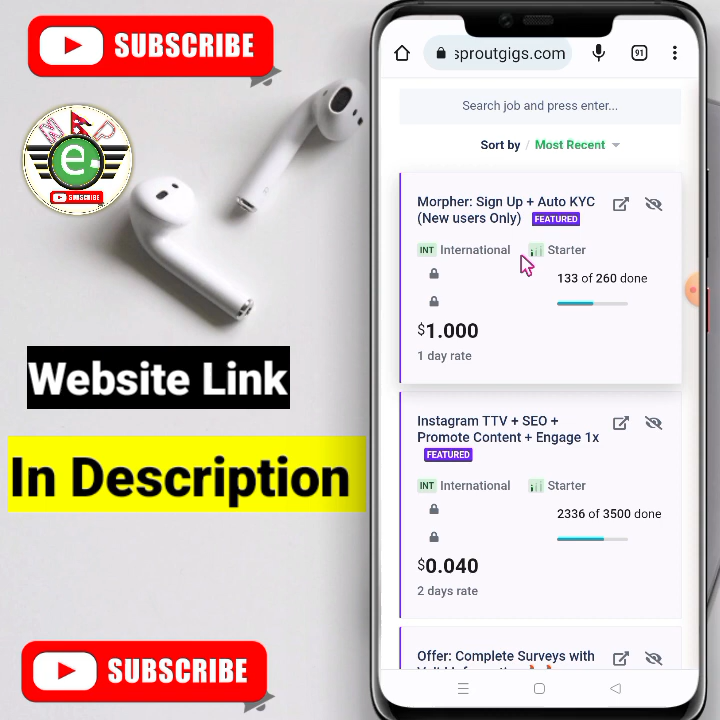 SUBSCRIBE
MRP
e
SUBSCRIBE
Website Link
In Description
SUBSCRIBE
sproutgigs.com
91
Search job and press enter...
Sort by / Most Recent
Morpher: Sign Up + Auto KYC
(New users Only) FEATURED
INT International Starter
133 of 260 done
$1.000
1 day rate
Instagram TTV + SEO +
Promote Content + Engage 1x
FEATURED
INT International Starter
2336 of 3500 done
$0.040
2 days rate
Offer: Complete Surveys with